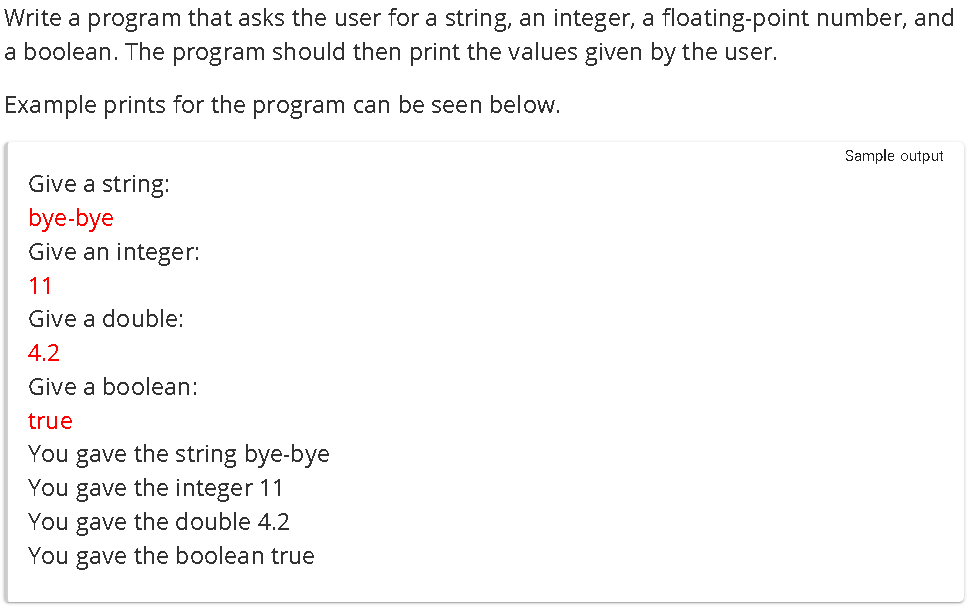 Write a program that asks the user for a string, an integer, a floating-point number, and
a boolean. The program should then print the values given by the user.
Example prints for the program can be seen below.
Sample output
Give a string:
bye-bye
Give an integer:
11
Give a double:
4.2
Give a boolean:
true
You gave the string bye-bye
You gave the integer 11
You gave the double 4.2
You gave the boolean true